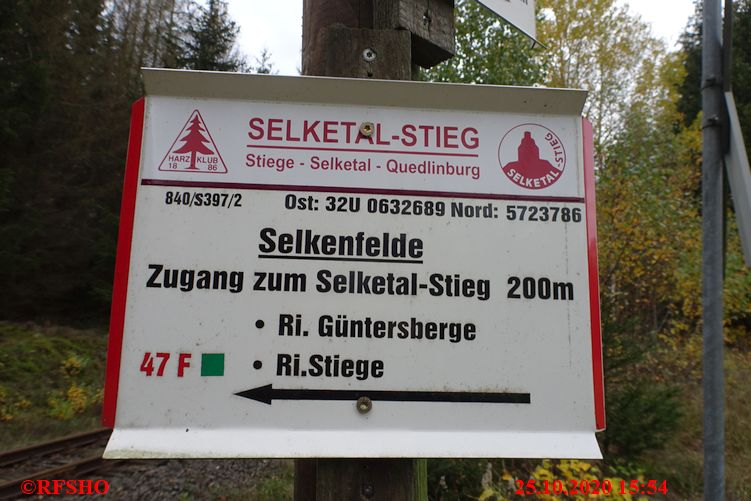 SELKETAL-STIEG
Stiege - Selketal - Quedlinburg
HARZ KLUB
18 86
SELKETAL-STIEG
840/S397/2 Ost: 32U 0632689 Nord: 5723786
Selkenfelde
Zugang zum Selketal-Stieg 200m
• Ri. Güntersberge
47 F • Ri.Stiege
©RFSHO 25.10.2020 15:54